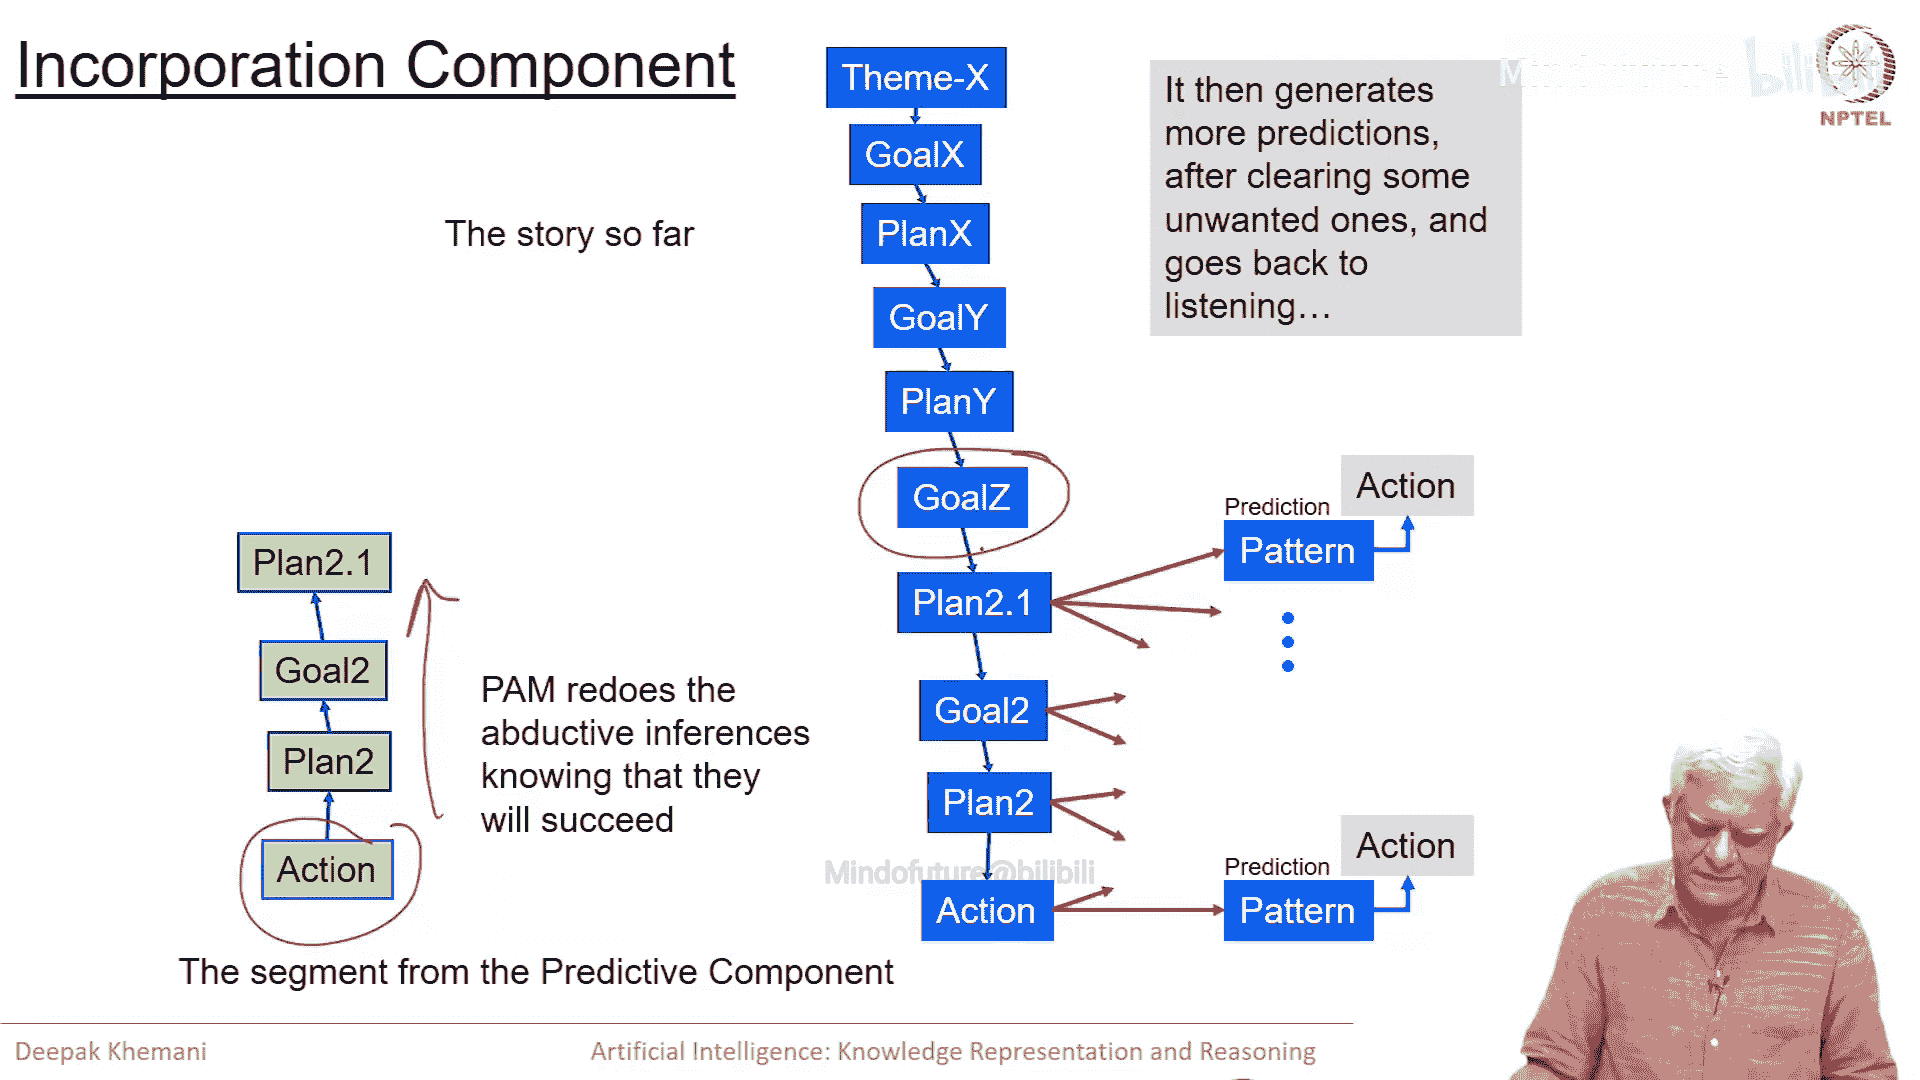 Incorporation Component
The story so far
Theme-X
GoalX
PlanX
GoalY
PlanY
GoalZ
Plan2.1
Goal2
Plan2
Action
It then generates
more predictions,
after clearing some
unwanted ones, and
goes back to
listening…
NPTEL
Prediction
Pattern
Action
Prediction
Pattern
Action
Plan2.1
Goal2
Plan2
Action
PAM redoes the
abductive inferences
knowing that they
will succeed
Mindofuture@bilibili
The segment from the Predictive Component
Deepak Khemani
Artificial Intelligence: Knowledge Representation and Reasoning